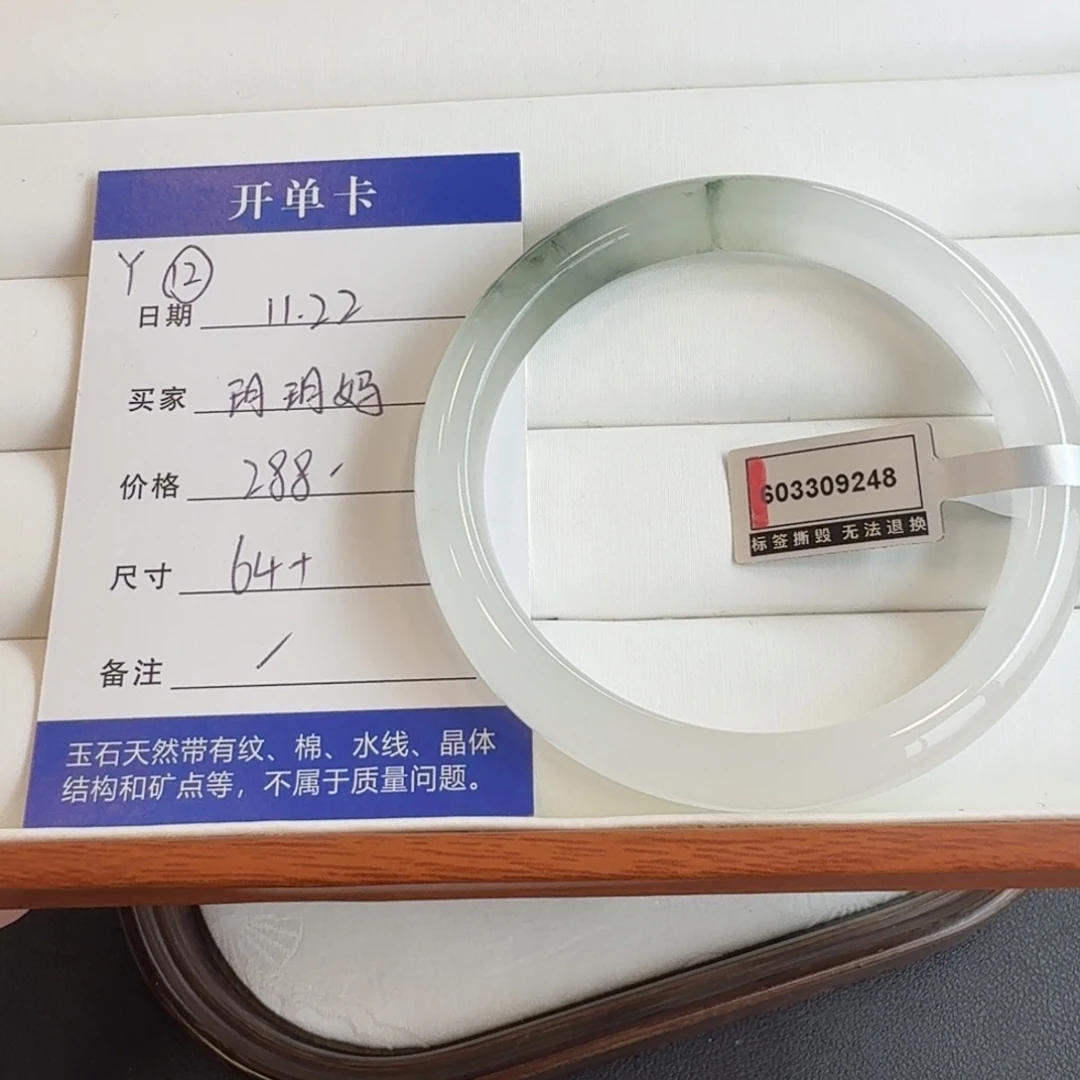 开单卡
Y ⑫
日期 11.22
买家 玥玥妈
价格 288.
尺寸 64+
备注 /
玉石天然带有纹、棉、水线、晶体
结构和矿点等，不属于质量问题。
603309248
标签撕毁 无法退换